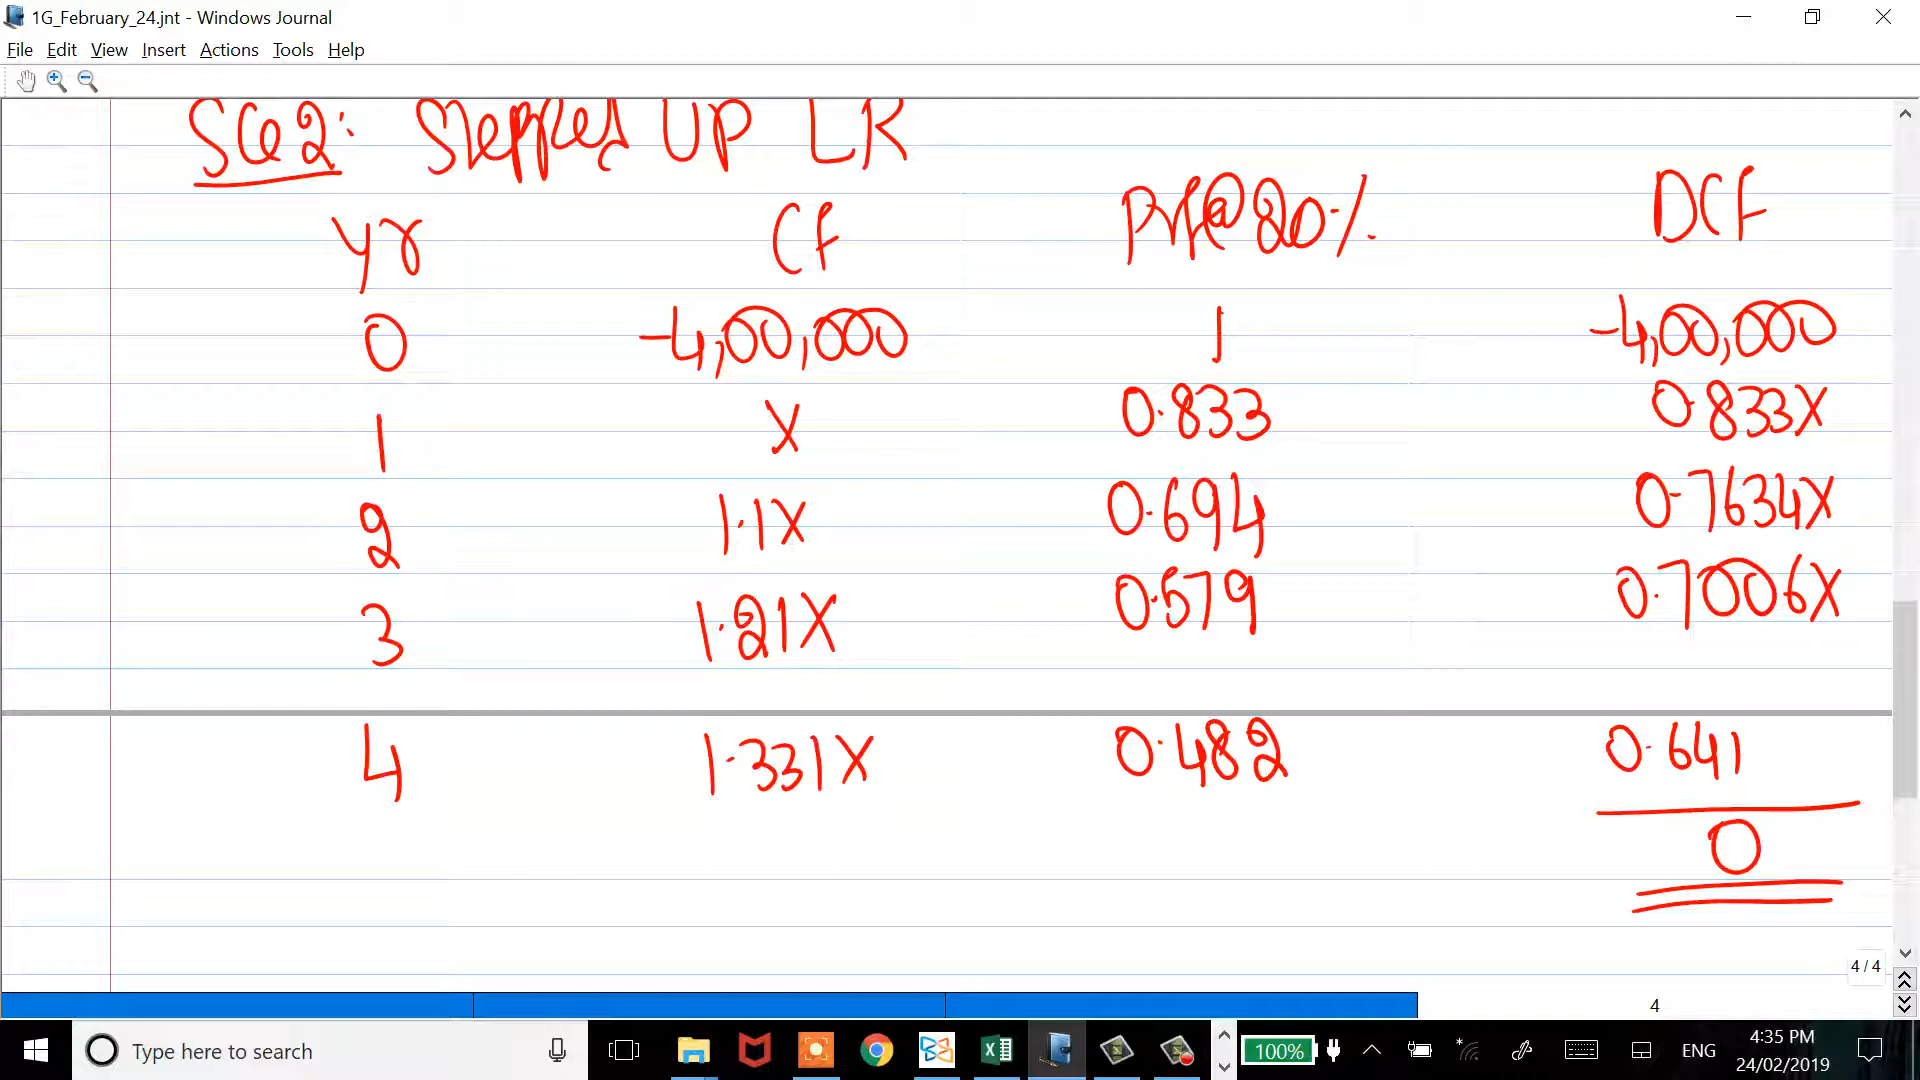 1G_February_24.jnt - Windows Journal
File Edit View Insert Actions Tools Help
Sce 2: Stepped UP LR
yr CF Pvf@20% DCF
0 -4,00,000 1 -4,00,000
1 X 0.833 0.833X
2 1.1X 0.694 0.7634X
3 1.21X 0.579 0.7006X
4 1.331X 0.482 0.641
0
4 / 4
4
Type here to search
100%
ENG
4:35 PM
24/02/2019